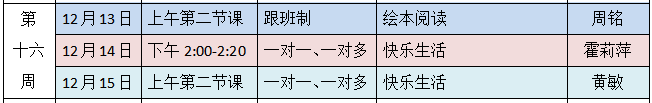 第十六周
12月13日 上午第二节课 跟班制 绘本阅读 周铭
12月14日 下午 2:00-2:20 一对一、一对多 快乐生活 霍莉萍
12月15日 上午第二节课 一对一、一对多 快乐生活 黄敏